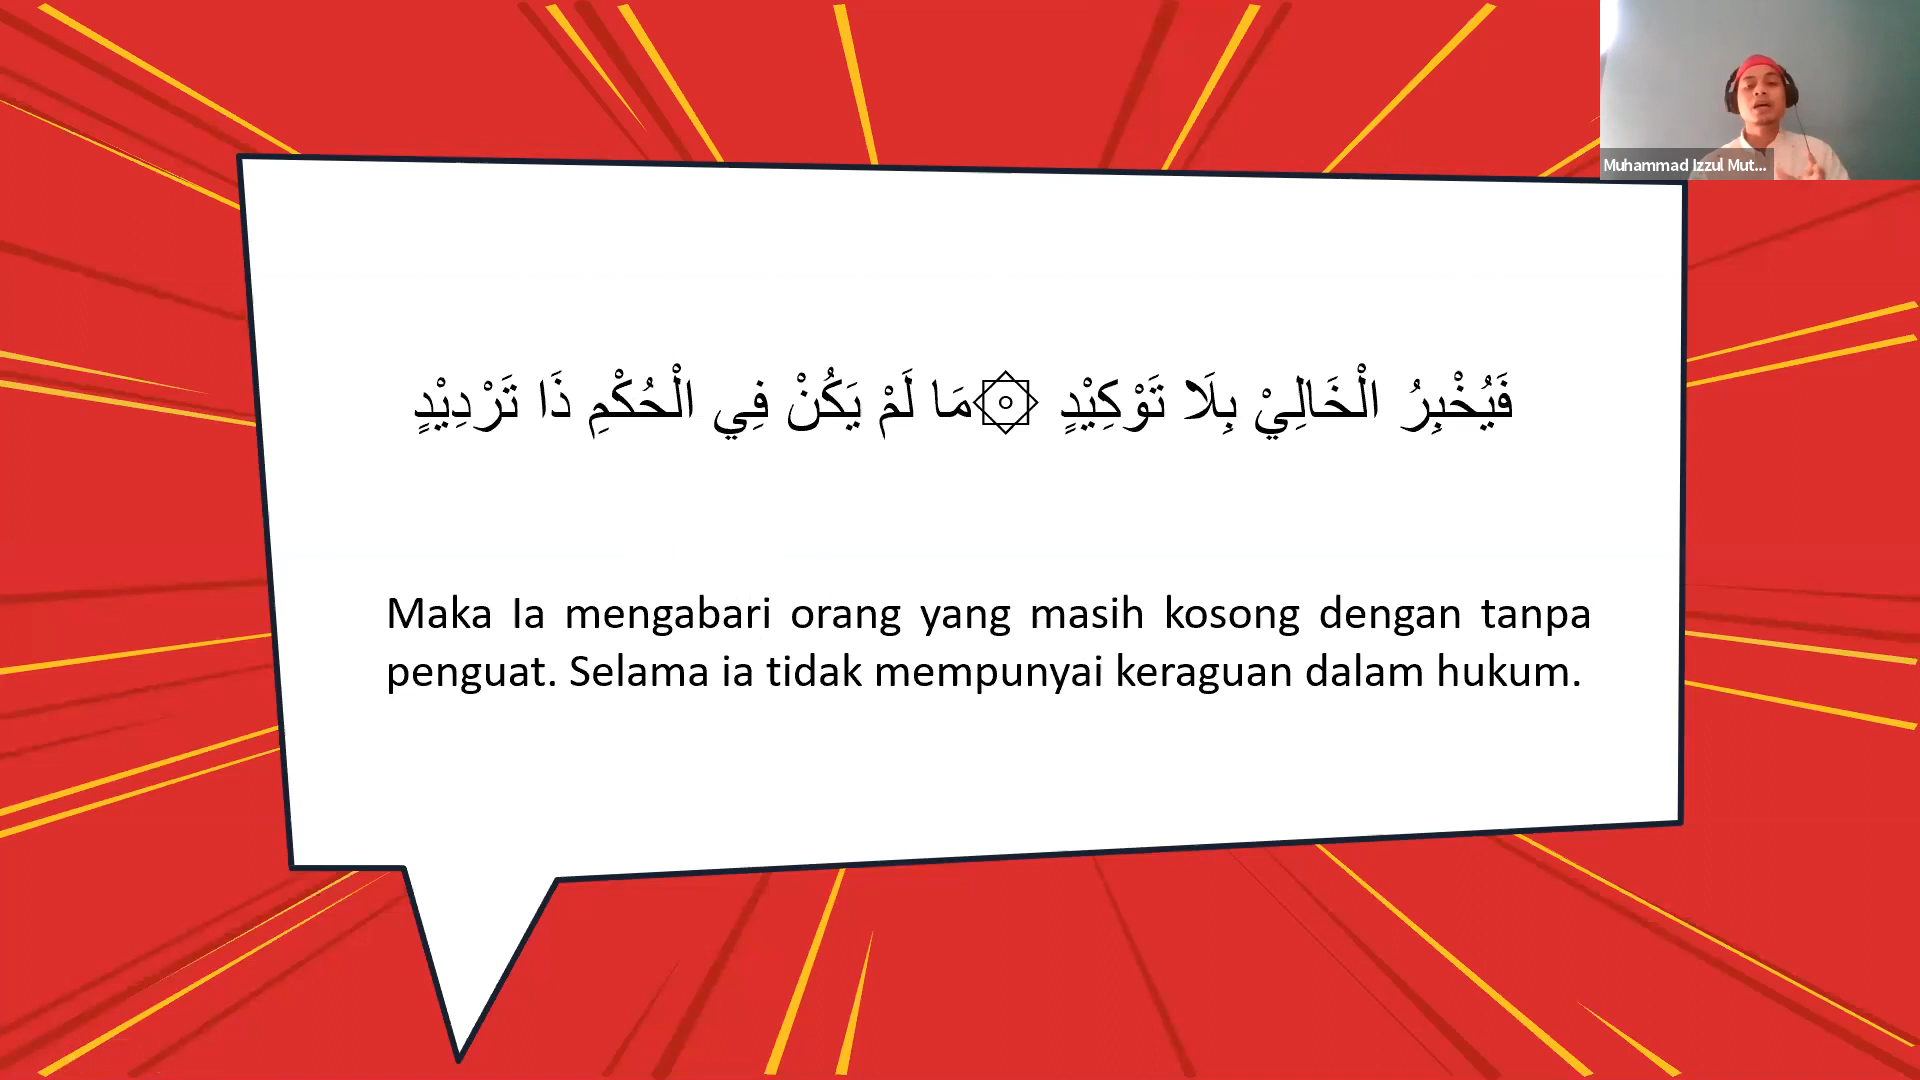 Muhammad Izzul Mut...
فَيُخْبِرُ الْخَالِيْ بِلَا تَوْكِيْدٍ ۞مَا لَمْ يَكُنْ فِي الْحُكْمِ ذَا تَرْدِيْدٍ
Maka Ia mengabari orang yang masih kosong dengan tanpa
penguat. Selama ia tidak mempunyai keraguan dalam hukum.